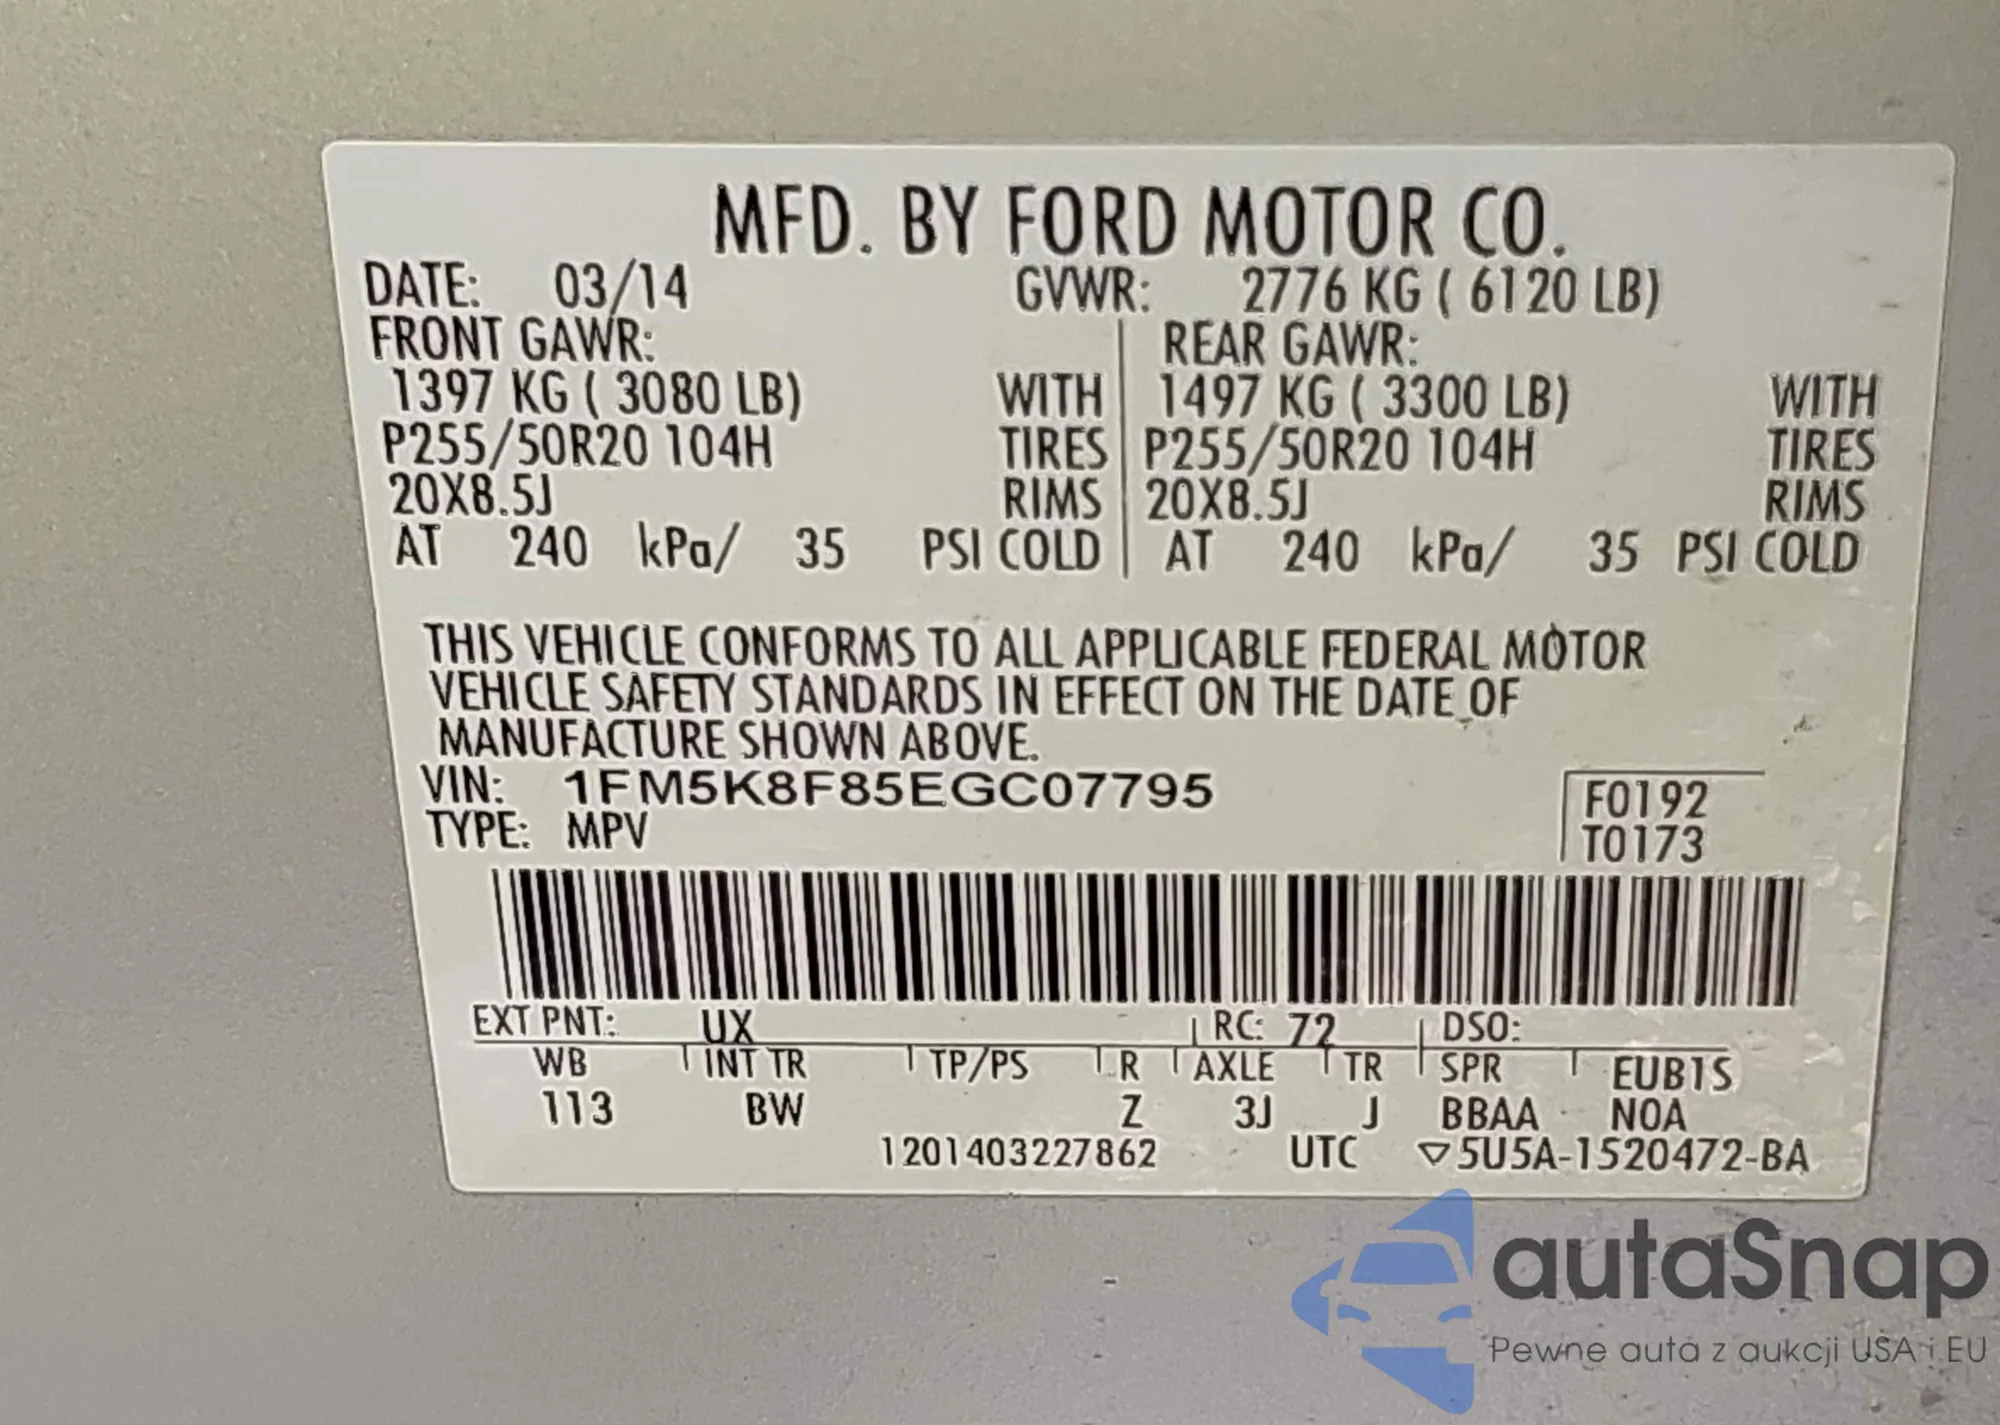 MFD. BY FORD MOTOR CO.
DATE: 03/14 GVWR: 2776 KG ( 6120 LB)
FRONT GAWR: REAR GAWR:
1397 KG ( 3080 LB) WITH 1497 KG ( 3300 LB) WITH
P255/50R20 104H TIRES P255/50R20 104H TIRES
20X8.5J RIMS 20X8.5J RIMS
AT 240 kPa/ 35 PSI COLD AT 240 kPa/ 35 PSI COLD
THIS VEHICLE CONFORMS TO ALL APPLICABLE FEDERAL MOTOR
VEHICLE SAFETY STANDARDS IN EFFECT ON THE DATE OF
MANUFACTURE SHOWN ABOVE.
VIN: 1FM5K8F85EGC07795 F0192
TYPE: MPV T0173
EXT PNT: UX RC: 72 DSO:
WB INT TR TP/PS R AXLE TR SPR EUB1S
113 BW Z 3J J BBAA NOA
1201403227862 UTC ▽5U5A-1520472-BA
autaSnap
Pewne auta z aukcji USA i EU